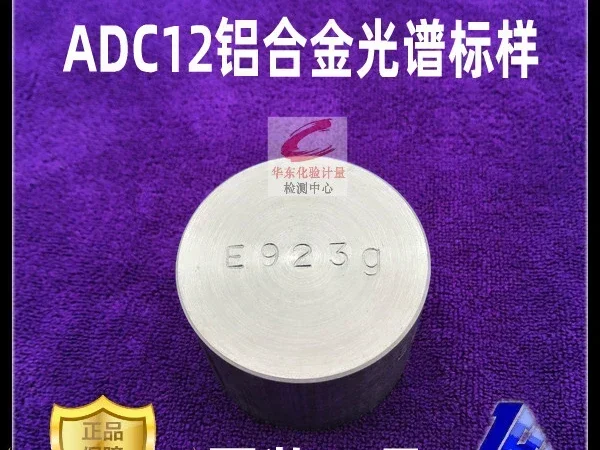 ADC12铝合金光谱标样
华东化验计量
检测中心
E923g
正品